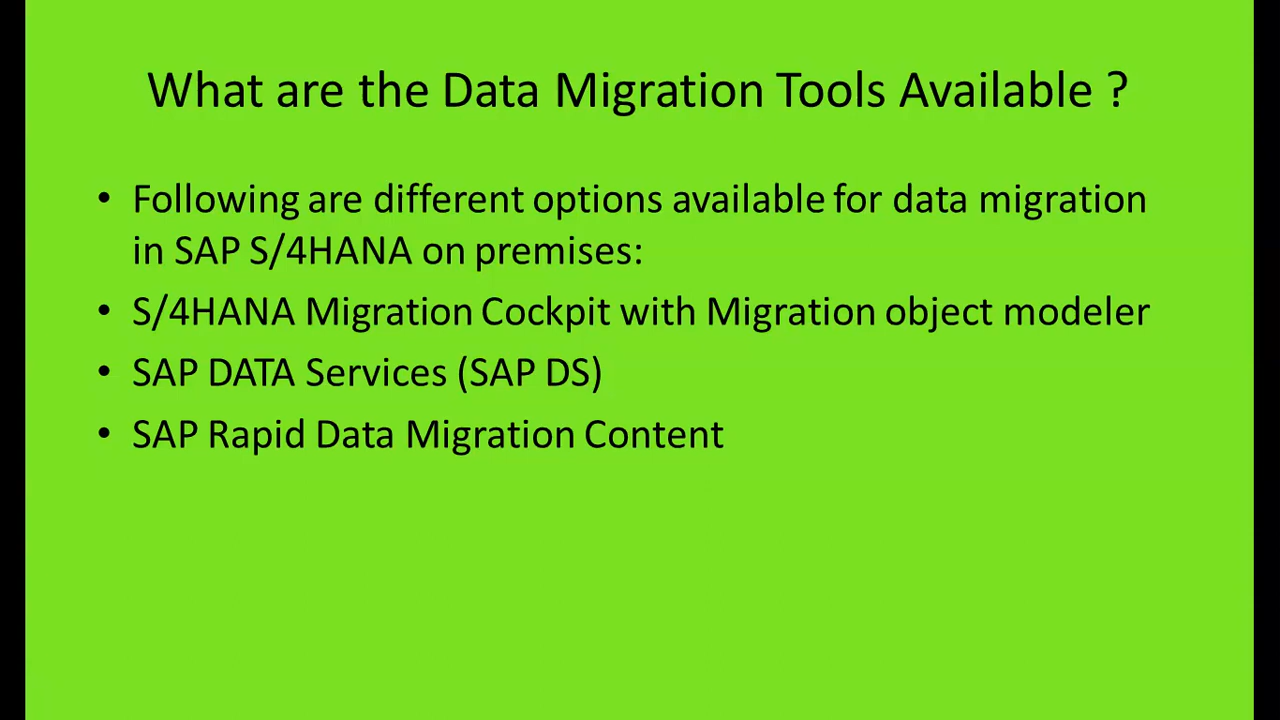 What are the Data Migration Tools Available ?
• Following are different options available for data migration
in SAP S/4HANA on premises:
• S/4HANA Migration Cockpit with Migration object modeler
• SAP DATA Services (SAP DS)
• SAP Rapid Data Migration Content